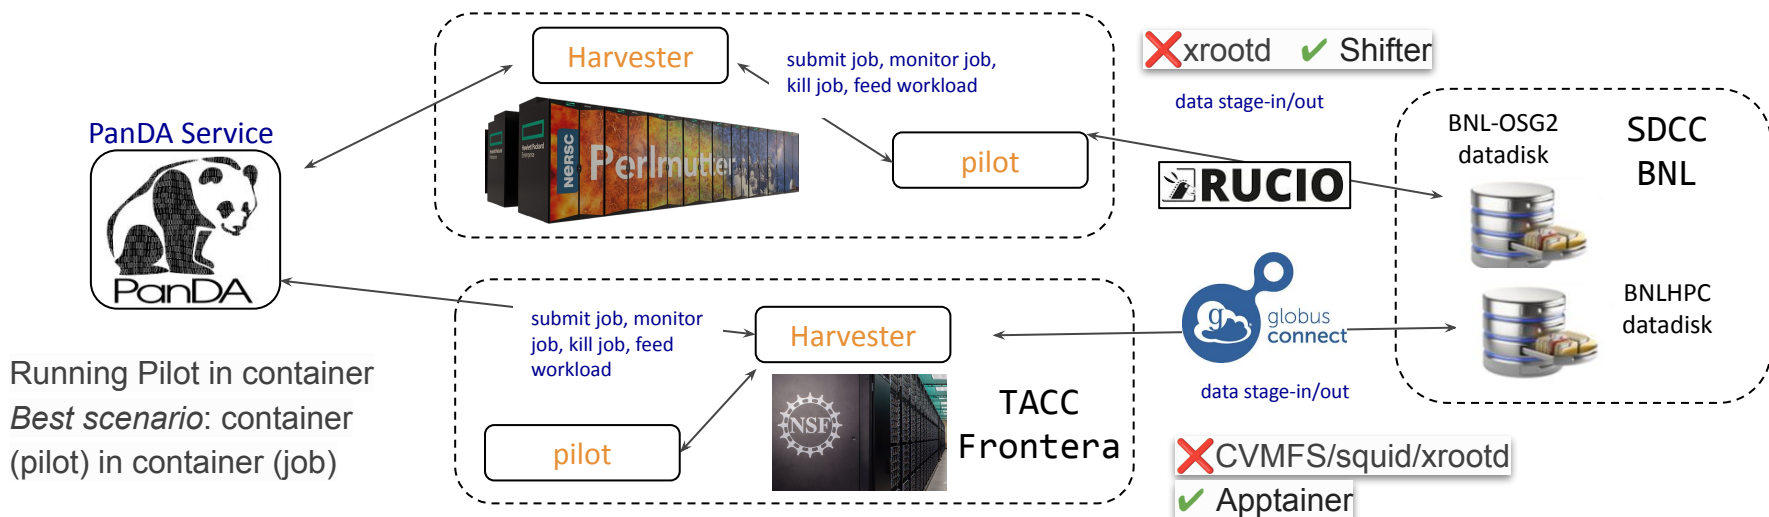 Harvester
submit job, monitor job,
kill job, feed workload
❌xrootd ✔ Shifter
data stage-in/out
PanDA Service
PanDA
NERSC
Perlmutter
pilot
RUCIO
BNL-OSG2
datadisk
SDCC
BNL
submit job, monitor
job, kill job, feed
workload
Harvester
g
globus
connect
BNLHPC
datadisk
data stage-in/out
Running Pilot in container
Best scenario: container
(pilot) in container (job)
pilot
NSF
TACC
Frontera
❌CVMFS/squid/xrootd
✔ Apptainer